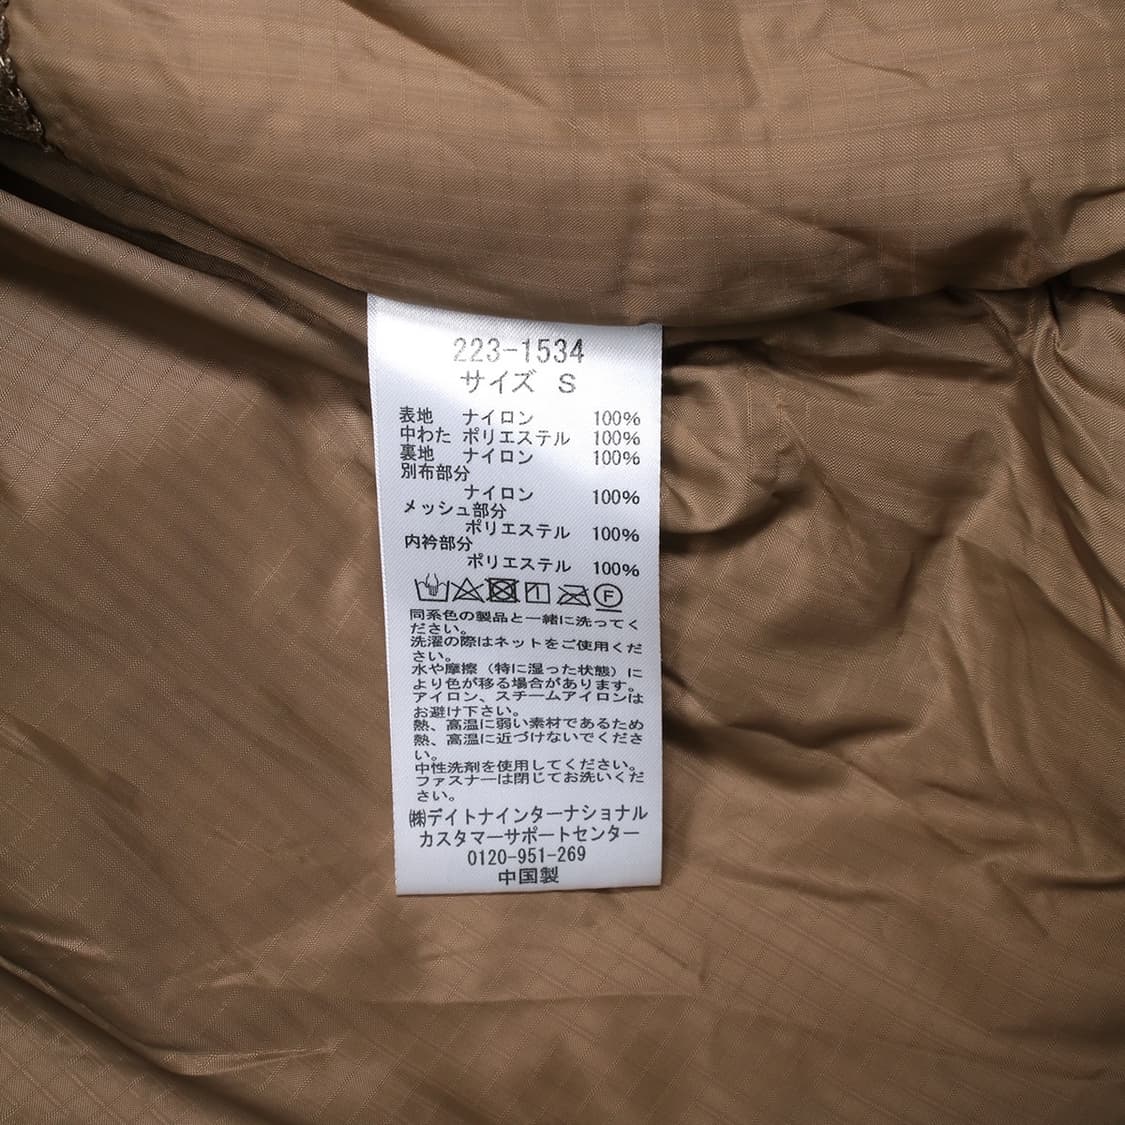 223-1534
サイズ S
表地 ナイロン 100%
中わた ポリエステル 100%
裏地 ナイロン 100%
別布部分
ナイロン 100%
メッシュ部分
ポリエステル 100%
内衿部分
ポリエステル 100%
F
同系色の製品と一緒に洗ってく
ださい。
洗濯の際はネットをご使用くだ
さい。
水や摩擦（特に湿った状態）に
より色が移る場合があります。
アイロン、スチームアイロンは
お避け下さい。
熱、高温に弱い素材であるため
熱、高温に近づけないでくださ
い。
中性洗剤を使用してください。
ファスナーは閉じてお洗いくだ
さい。
㈱デイトナインターナショナル
カスタマーサポートセンター
0120-951-269
中国製